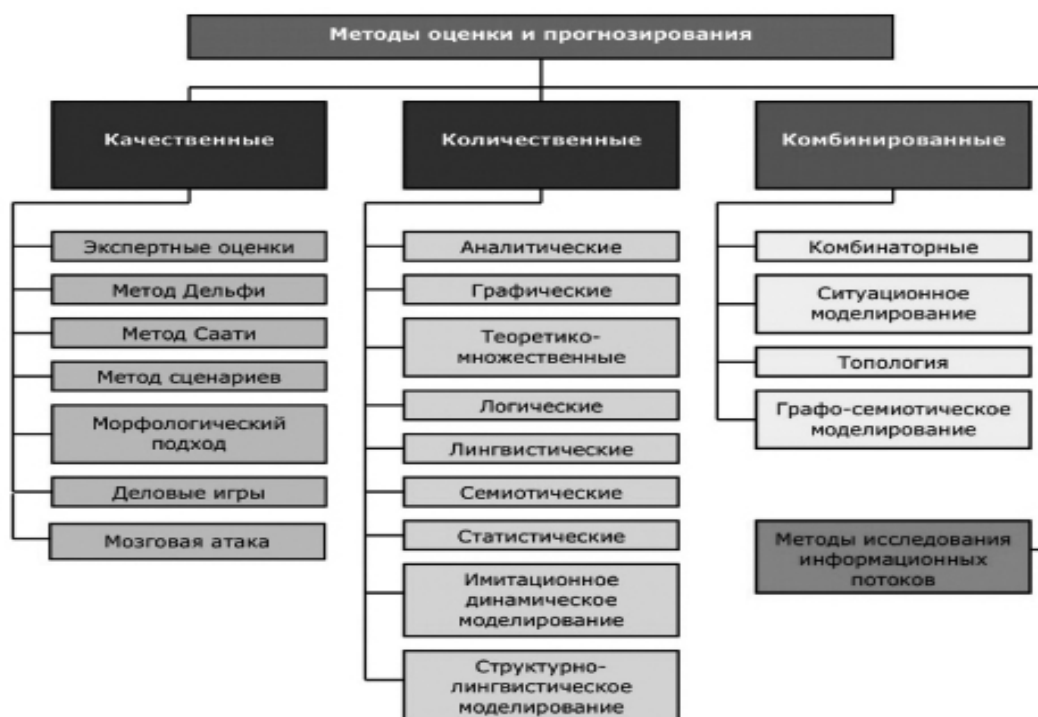 Методы оценки и прогнозирования
Качественные
Экспертные оценки
Метод Дельфи
Метод Саати
Метод сценариев
Морфологический
подход
Деловые игры
Мозговая атака
Количественные
Аналитические
Графические
Теоретико-
множественные
Логические
Лингвистические
Семиотические
Статистические
Имитационное
динамическое
моделирование
Структурно-
лингвистическое
моделирование
Комбинированные
Комбинаторные
Ситуационное
моделирование
Топология
Графо-семиотическое
моделирование
Методы исследования
информационных
потоков